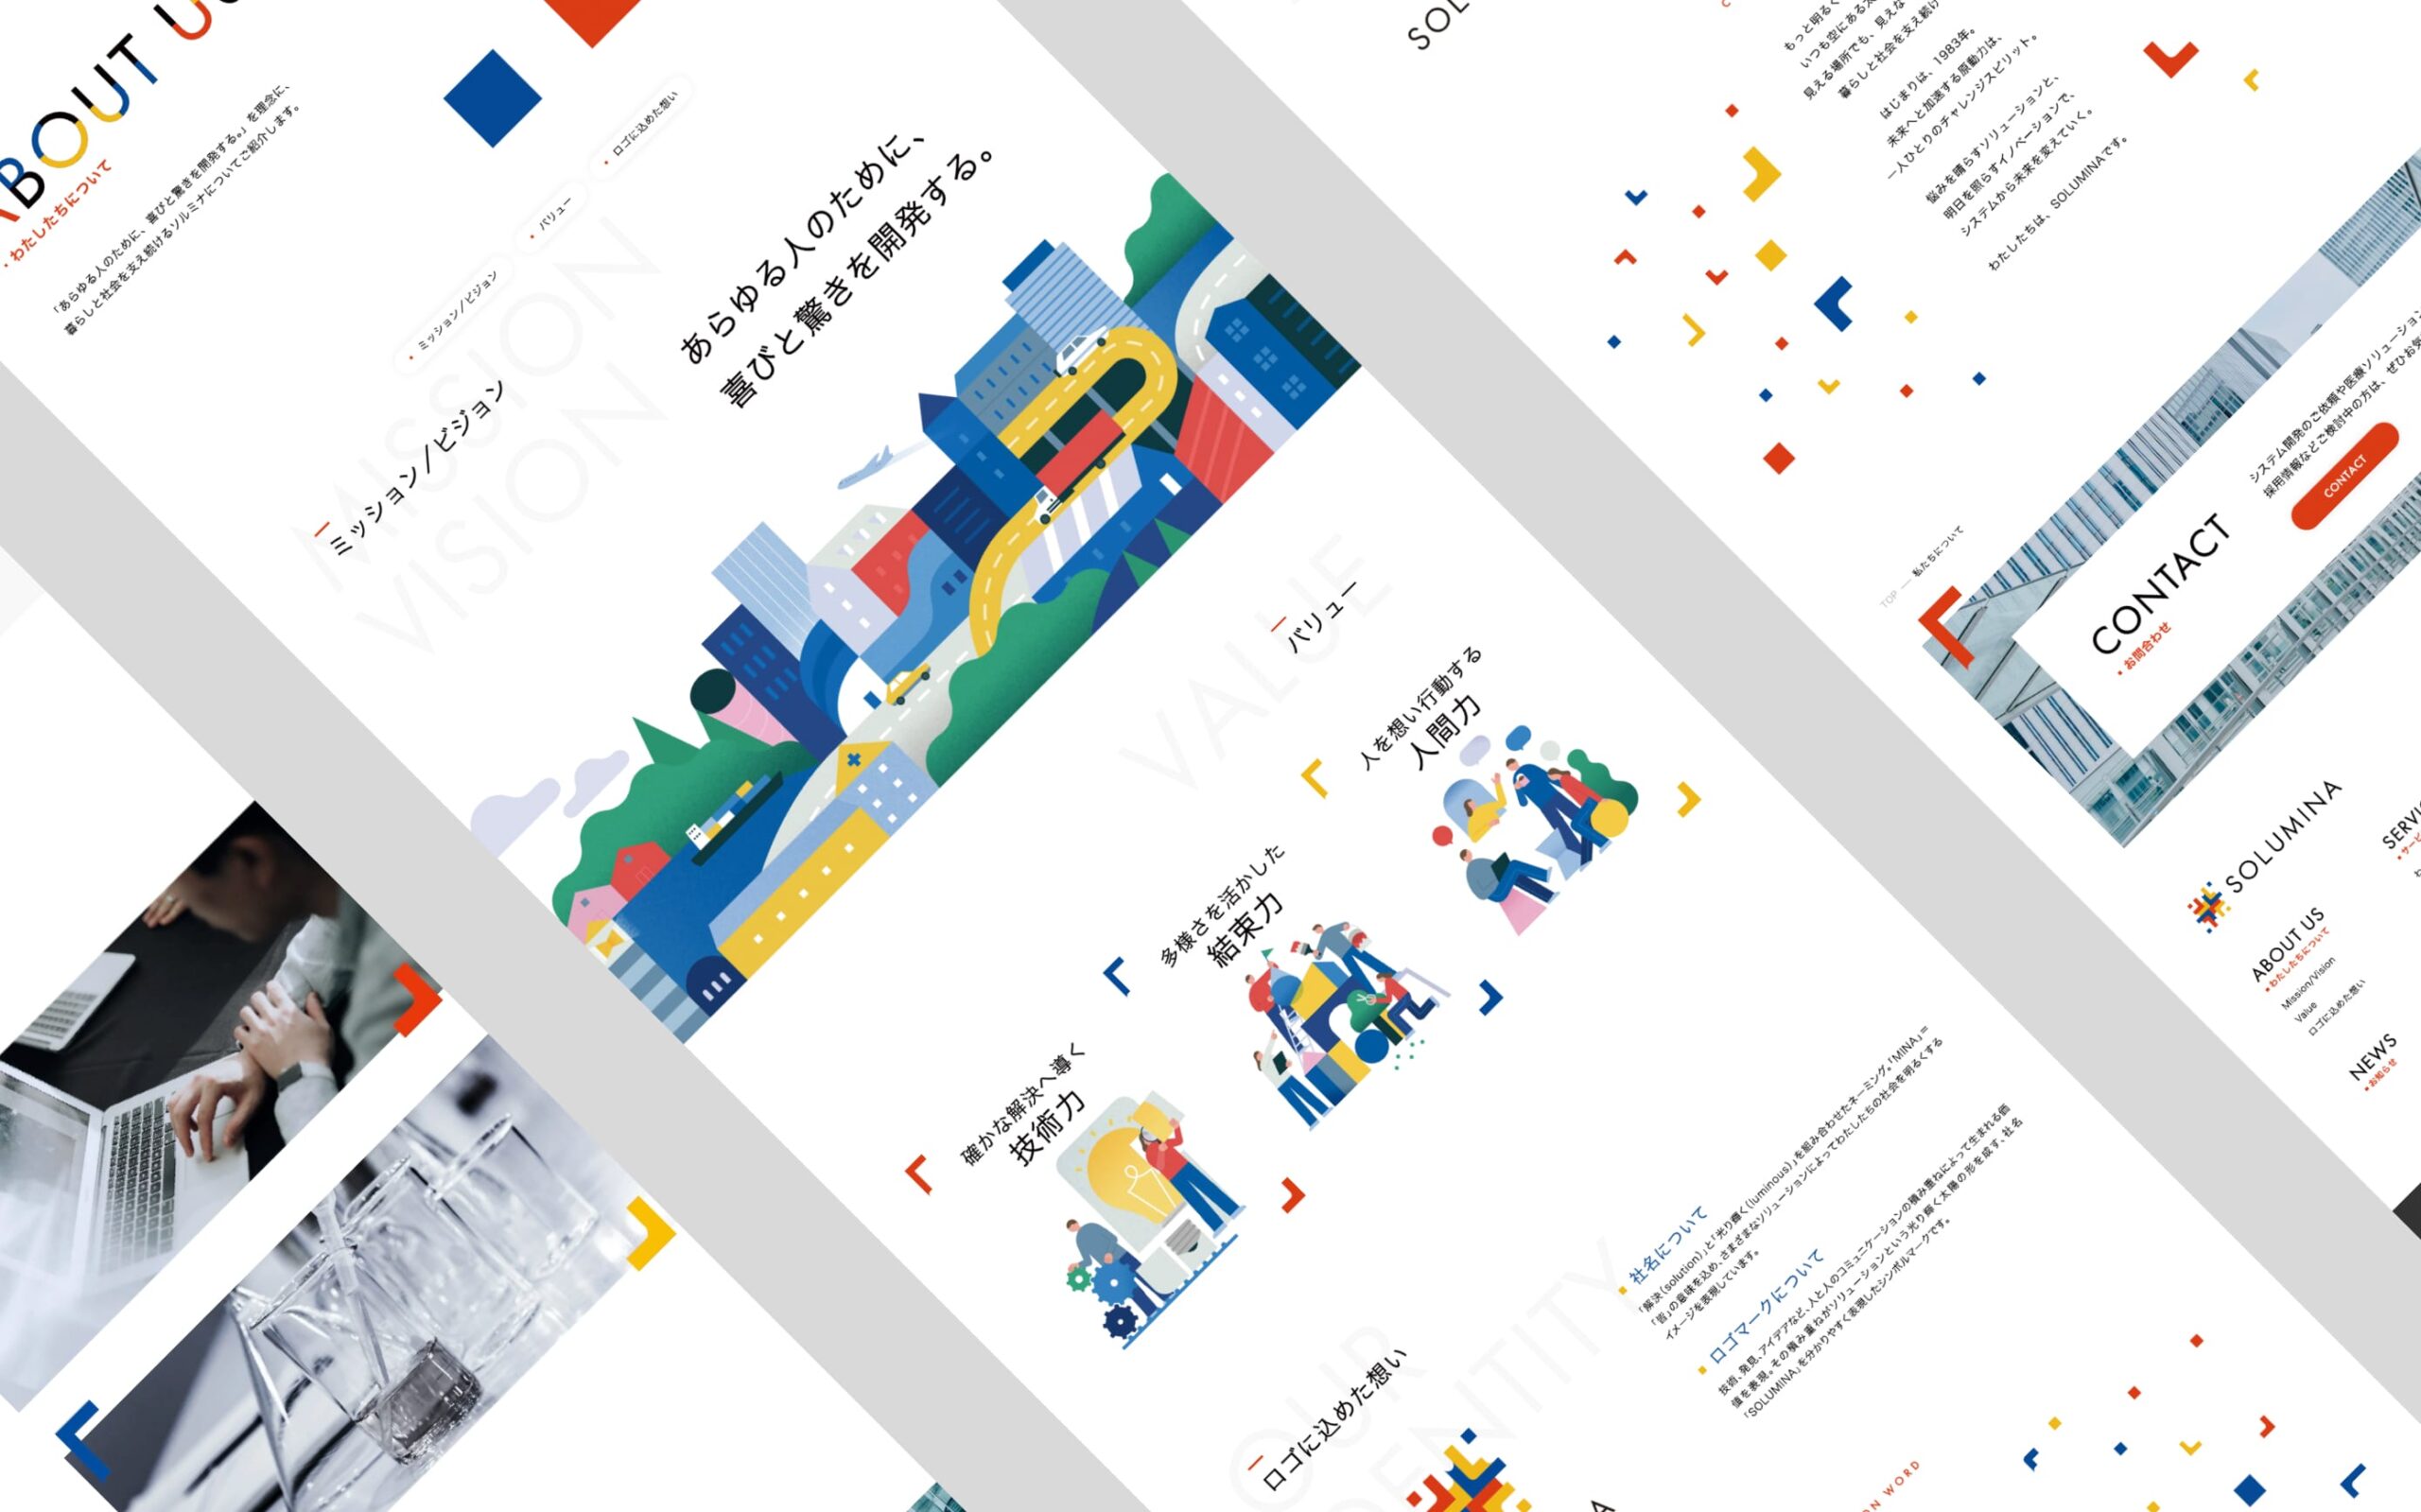 ABOUT US
・わたしたちについて
「あらゆる人のために、喜びと驚きを開発する。」を理念に、
暮らしと社会を支え続けるソルミナについてご紹介します。
・ミッション/ビジョン
・バリュー
・ロゴに込めた想い
MISSION
VISION
ミッション/ビジョン
あらゆる人のために、
喜びと驚きを開発する。
VALUE
バリュー
確かな解決へ導く
技術力
多様さを活かした
結束力
人を想い行動する
人間力
OUR
IDENTITY
ロゴに込めた想い
社名について
「解決(solution)」と「光り輝く(luminous)」を組み合わせたネーミング。「MINA」=
「皆」の意味を込め、さまざまなソリューションによってわたしたちの社会を明るくする
イメージを表現しています。
ロゴマークについて
技術、発見、アイデアなど、人と人のコミュニケーションの積み重ねによって生まれる価
値を表現。その積み重ねがソリューションという光り輝く太陽の形を成す、社名
「SOLUMINA」を分かりやすく表現したシンボルマークです。
ON WORD
SOL
もっと明るく
いつも空にある太
見える場所でも、見えな
暮らしと社会を支え続け
はじまりは、1983年。
未来へと加速する原動力は、
一人ひとりのチャレンジスピリット。
悩みを晴らすソリューションと、
明日を照らすイノベーションで、
システムから未来を変えていく。
わたしたちは、SOLUMINAです。
TOP — 私たちについて
CONTACT
・お問合わせ
システム開発のご依頼や医療ソリューション
採用情報などご検討中の方は、ぜひお気
CONTACT
SOLUMINA
ABOUT US
・わたしたちについて
Mission/Vision
Value
ロゴに込めた想い
NEWS
・お知らせ
SERVI
・サービ